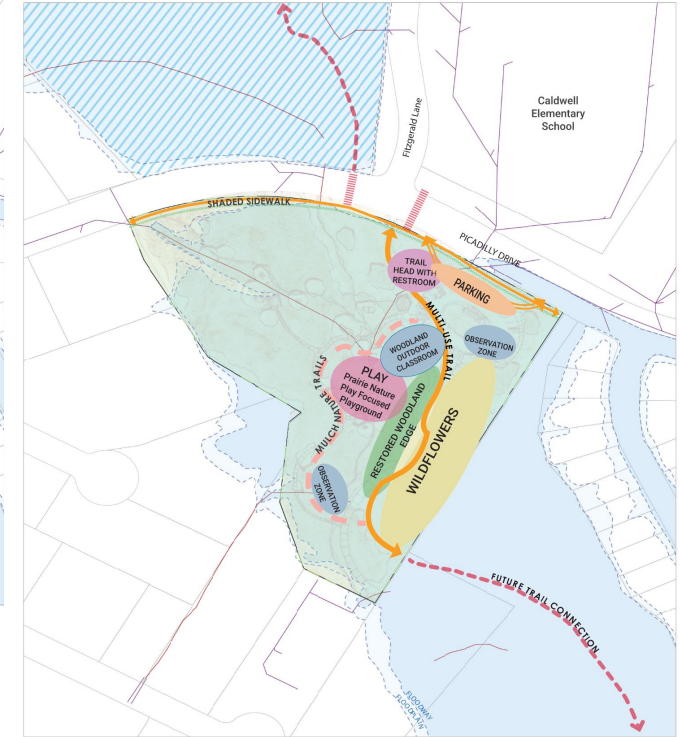 Caldwell
Elementary
School
Fitzgerald Lane
SHADED SIDEWALK
PICADILLY DRIVE
TRAIL
HEAD WITH
RESTROOM
PARKING
MULTI-USE TRAIL
WOODLAND
OUTDOOR
CLASSROOM
OBSERVATION
ZONE
PLAY
Prairie Nature
Play Focused
Playground
MULCH NATURE TRAILS
RESTORED WOODLAND
EDGE
WILDFLOWERS
OBSERVATION
ZONE
FUTURE TRAIL CONNECTION
FLOODWAY
FLOODPLAIN